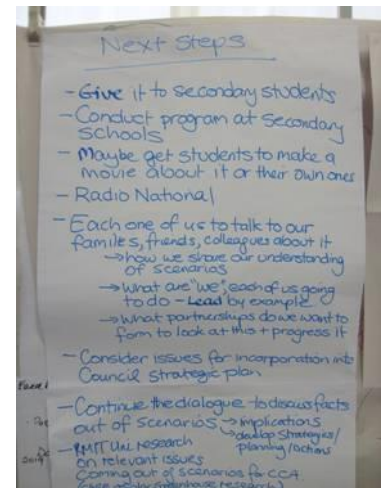 Next Steps
- Give it to secondary students
- Conduct program at Secondary
schools
- Maybe get students to make a
movie about it or their own ones
- Radio National
- Each one of us to talk to our
familes, friends, colleagues about it
→ how we share our understanding
of scenarios
→ What are "we", each of us going
to do - Lead by example
→ what partnerships do we want to
form to look at this + progress it
- Consider issues for incorporation into
Council strategic plan
- Continue the dialogue to discuss facts
out of scenarios → implications
→ develop strategies/
planning/actions
- RMIT Uni research
on relevant issues
Coming out of scenarios for CCA